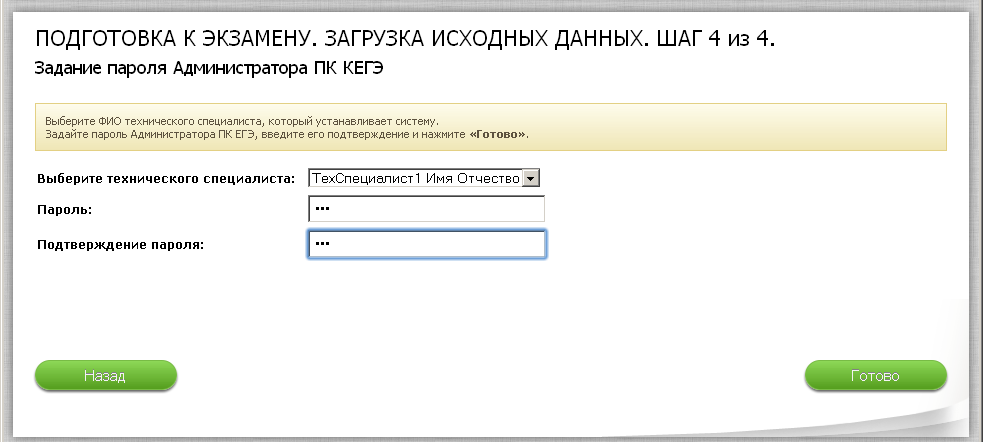 ПОДГОТОВКА К ЭКЗАМЕНУ. ЗАГРУЗКА ИСХОДНЫХ ДАННЫХ. ШАГ 4 из 4.
Задание пароля Администратора ПК КЕГЭ
Выберите ФИО технического специалиста, который устанавливает систему.
Задайте пароль Администратора ПК ЕГЭ, введите его подтверждение и нажмите «Готово».
Выберите технического специалиста: ТехСпециалист1 Имя Отчество
Пароль: •••
Подтверждение пароля: •••
Назад Готово